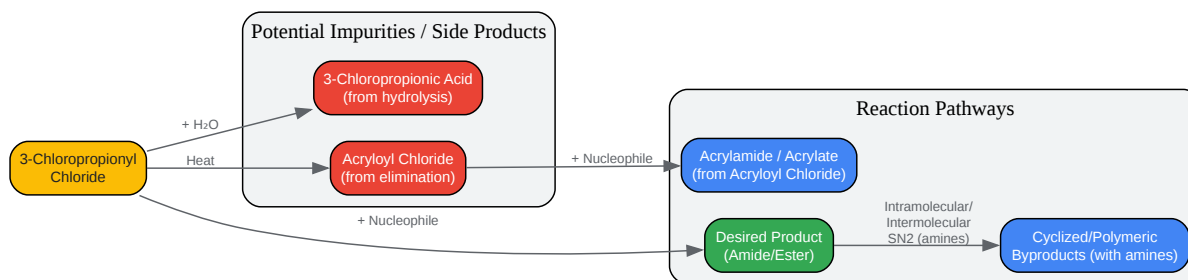 Potential Impurities / Side Products
3-Chloropropionic Acid
(from hydrolysis)
+ H₂O
3-Chloropropionyl
Chloride
Heat
Acryloyl Chloride
(from elimination)
+ Nucleophile
+ Nucleophile
Reaction Pathways
Acrylamide / Acrylate
(from Acryloyl Chloride)
Desired Product
(Amide/Ester)
Intramolecular/
Intermolecular
SN2 (amines)
Cyclized/Polymeric
Byproducts (with amines)